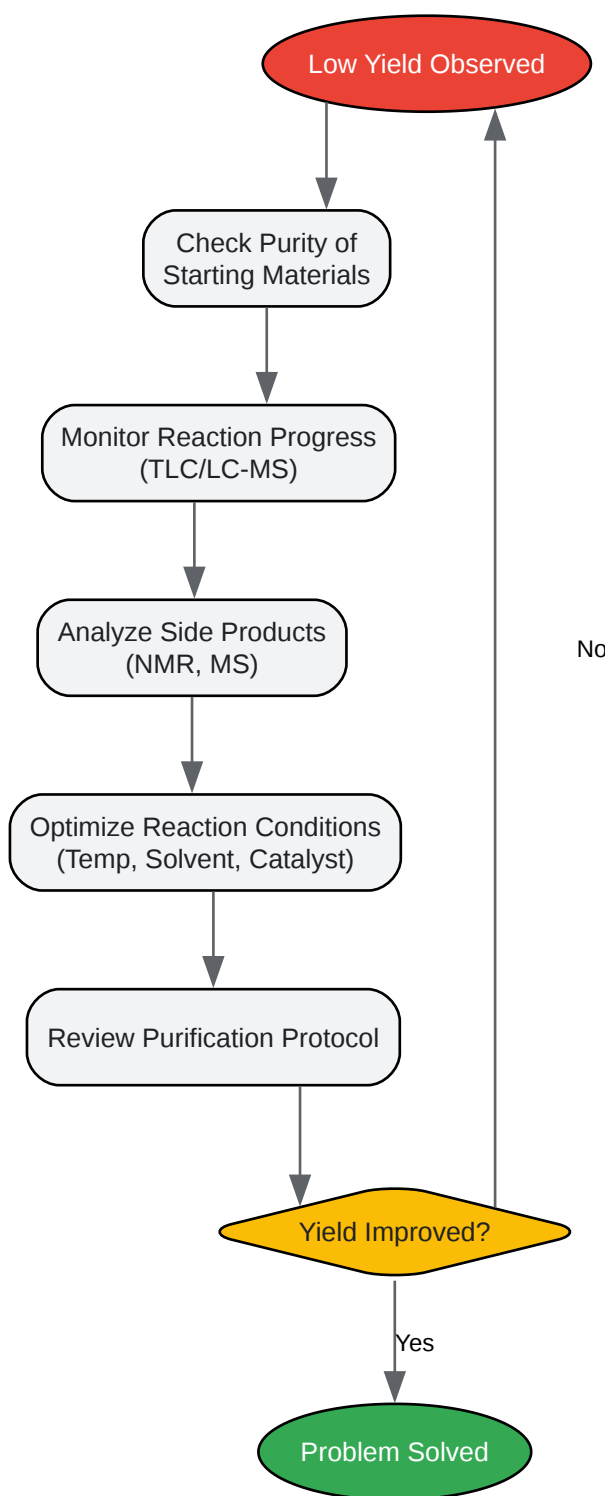 Low Yield Observed
Check Purity of
Starting Materials
Monitor Reaction Progress
(TLC/LC-MS)
Analyze Side Products
(NMR, MS)
No
Optimize Reaction Conditions
(Temp, Solvent, Catalyst)
Review Purification Protocol
Yield Improved?
Yes
Problem Solved